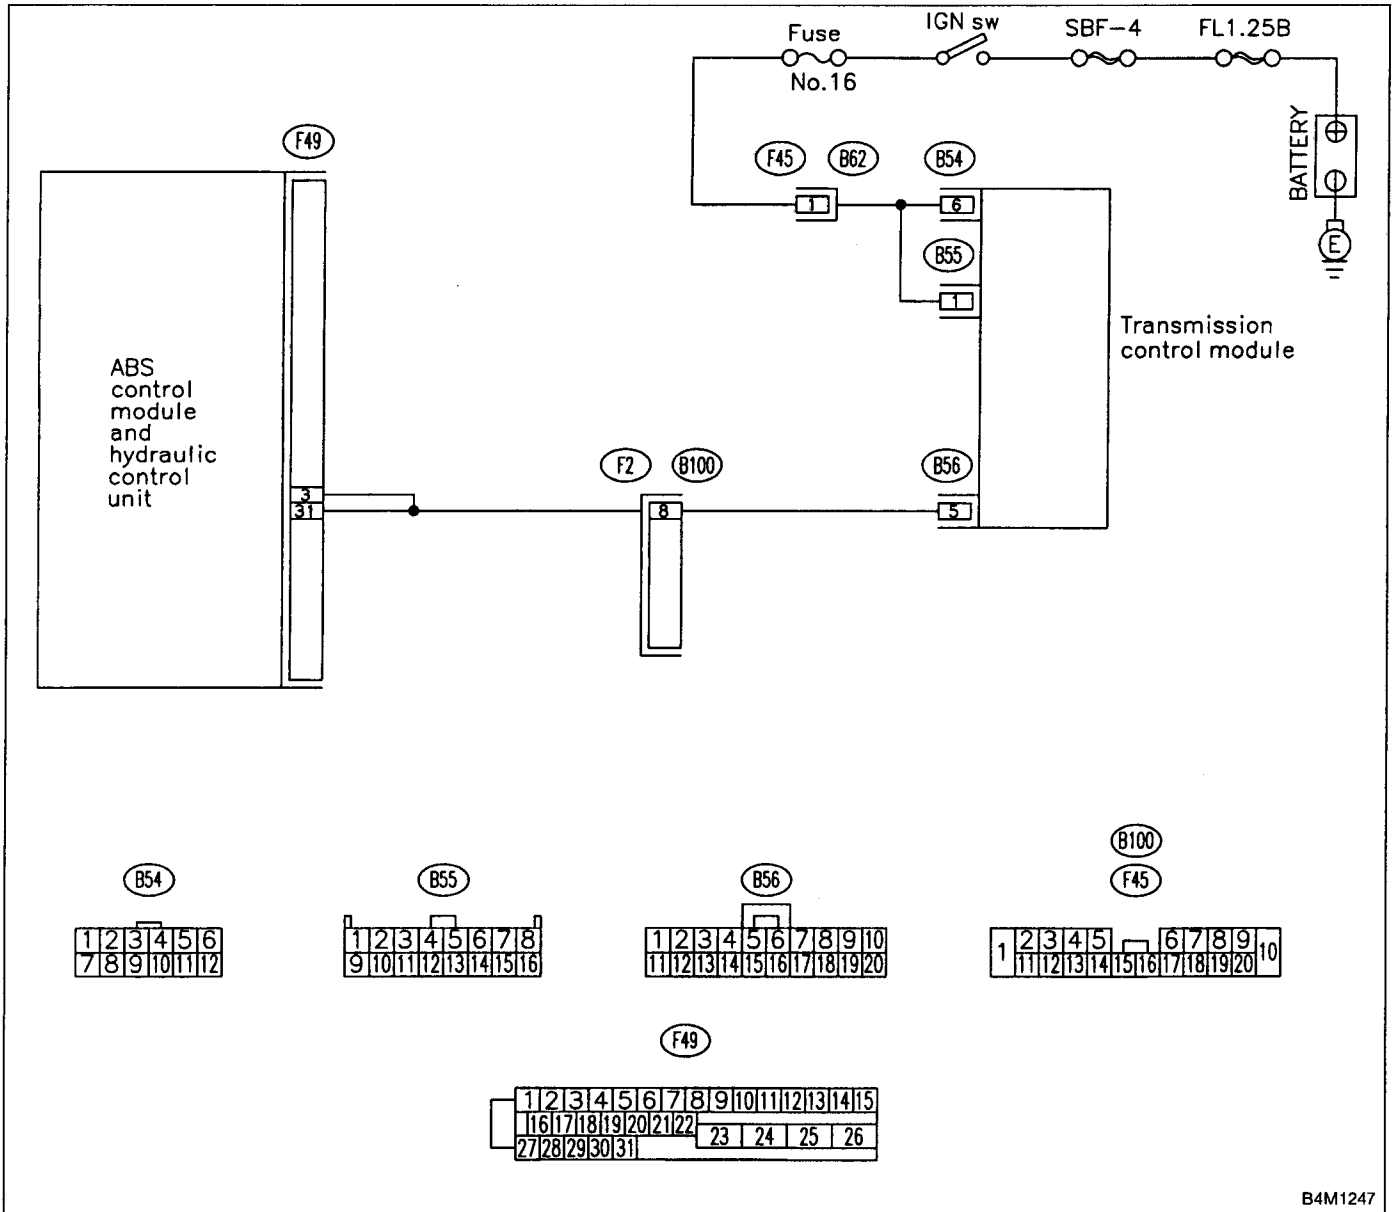 IGN sw
SBF-4
FL1.25B
Fuse
No.16
BATTERY
E
F49
F45
B62
B54
1
6
B55
1
Transmission
control module
ABS
control
module
and
hydraulic
control
unit
F2
B100
B56
3
31
8
5
B100
B54
B55
B56
F45
1 2 3 4 5 6
7 8 9 10 11 12
1 2 3 4 5 6 7 8
9 10 11 12 13 14 15 16
1 2 3 4 5 6 7 8 9 10
11 12 13 14 15 16 17 18 19 20
1 2 3 4 5 6 7 8 9 10
11 12 13 14 15 16 17 18 19 20
F49
1 2 3 4 5 6 7 8 9 10 11 12 13 14 15
16 17 18 19 20 21 22
23 24 25 26
27 28 29 30 31
B4M1247